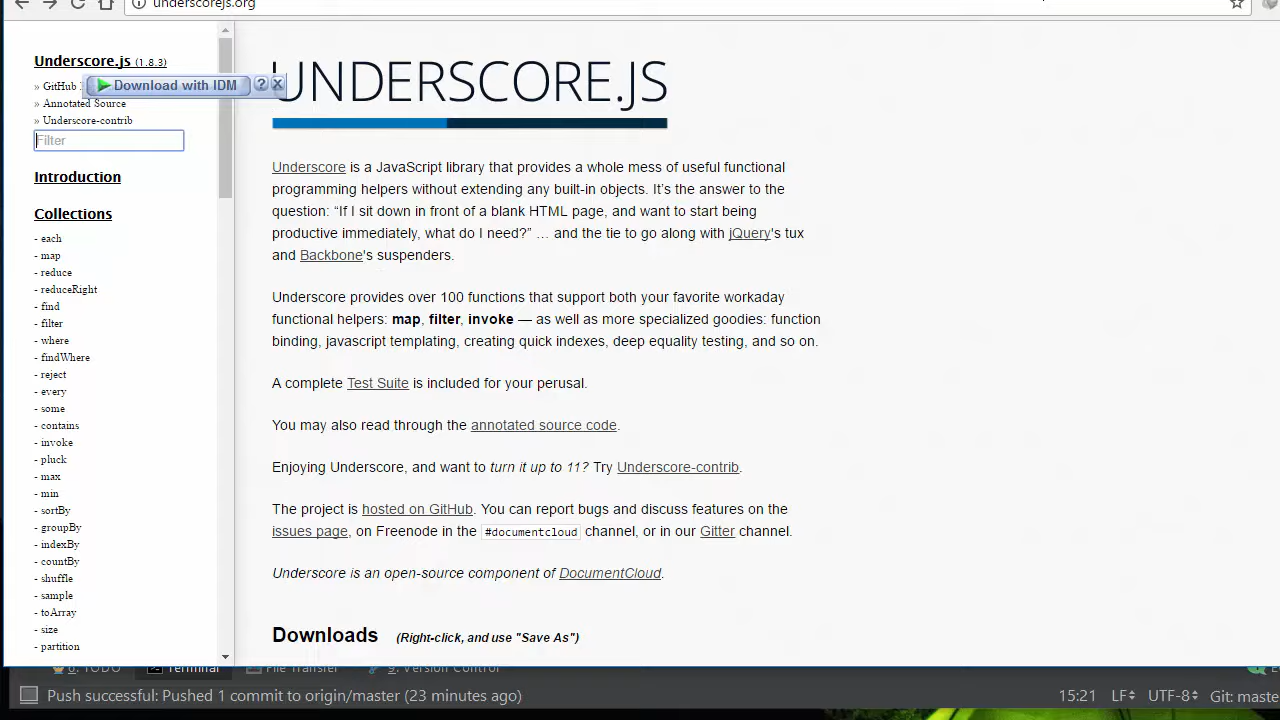 underscorejs.org
Underscore.js (1.8.3)
» GitHub
Download with IDM
?
» Annotated Source
» Underscore-contrib
Filter
Introduction
Collections
- each
- map
- reduce
- reduceRight
- find
- filter
- where
- findWhere
- reject
- every
- some
- contains
- invoke
- pluck
- max
- min
- sortBy
- groupBy
- indexBy
- countBy
- shuffle
- sample
- toArray
- size
- partition
UNDERSCORE.JS
Underscore is a JavaScript library that provides a whole mess of useful functional
programming helpers without extending any built-in objects. It’s the answer to the
question: “If I sit down in front of a blank HTML page, and want to start being
productive immediately, what do I need?” … and the tie to go along with jQuery's tux
and Backbone's suspenders.
Underscore provides over 100 functions that support both your favorite workaday
functional helpers: map, filter, invoke — as well as more specialized goodies: function
binding, javascript templating, creating quick indexes, deep equality testing, and so on.
A complete Test Suite is included for your perusal.
You may also read through the annotated source code.
Enjoying Underscore, and want to turn it up to 11? Try Underscore-contrib.
The project is hosted on GitHub. You can report bugs and discuss features on the
issues page, on Freenode in the #documentcloud channel, or in our Gitter channel.
Underscore is an open-source component of DocumentCloud.
Downloads (Right-click, and use "Save As")
6: TODO Terminal File Transfer 9: Version Control
Push successful: Pushed 1 commit to origin/master (23 minutes ago) 15:21 LF UTF-8 Git: maste